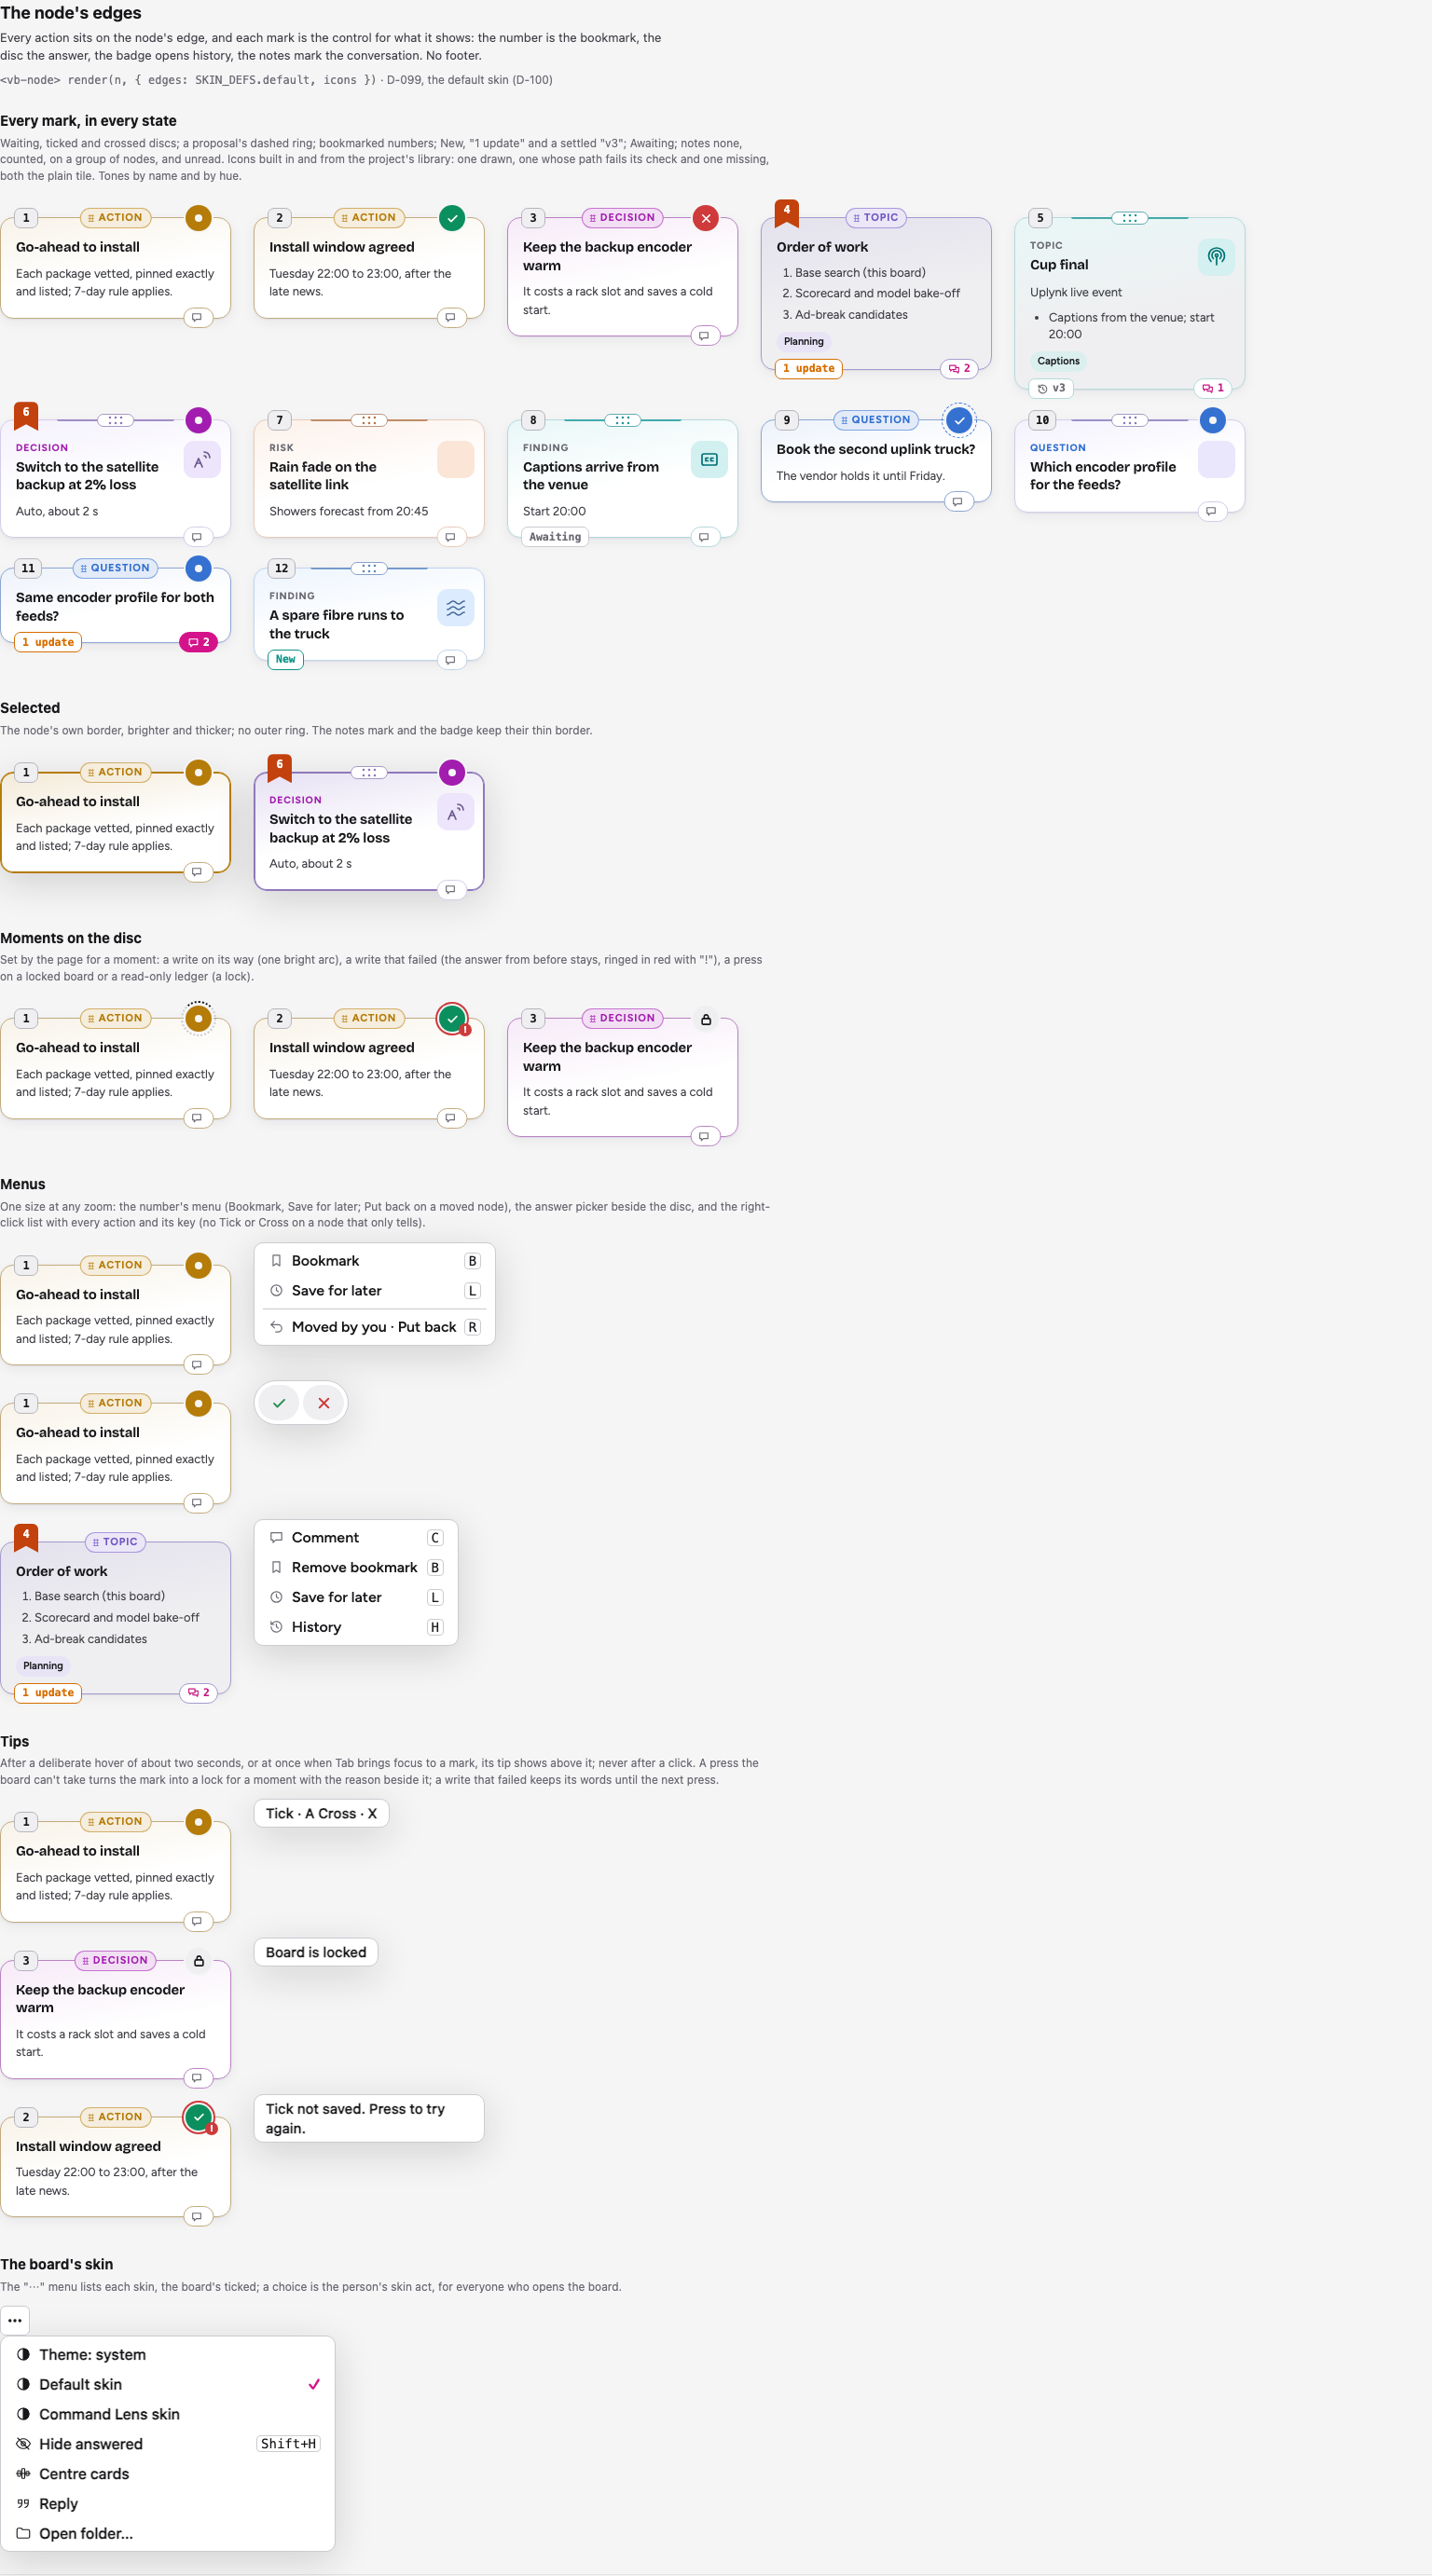 The node's edges
Every action sits on the node's edge, and each mark is the control for what it shows: the number is the bookmark, the
disc the answer, the badge opens history, the notes mark the conversation. No footer.
<vb-node> render(n, { edges: SKIN_DEFS.default, icons }) · D-099, the default skin (D-100)
Every mark, in every state
Waiting, ticked and crossed discs; a proposal's dashed ring; bookmarked numbers; New, "1 update" and a settled "v3"; Awaiting; notes none,
counted, on a group of nodes, and unread. Icons built in and from the project's library: one drawn, one whose path fails its check and one missing,
both the plain tile. Tones by name and by hue.
1 ACTION
Go-ahead to install
Each package vetted, pinned exactly
and listed; 7-day rule applies.
2 ACTION
Install window agreed
Tuesday 22:00 to 23:00, after the
late news.
3 DECISION
Keep the backup encoder
warm
It costs a rack slot and saves a cold
start.
4 TOPIC
Order of work
1. Base search (this board)
2. Scorecard and model bake-off
3. Ad-break candidates
Planning
1 update 2
5
TOPIC
Cup final
Uplynk live event
• Captions from the venue; start
20:00
Captions
v3 1
6
DECISION
Switch to the satellite
backup at 2% loss
Auto, about 2 s
7
RISK
Rain fade on the
satellite link
Showers forecast from 20:45
8
FINDING
Captions arrive from
the venue
Start 20:00
Awaiting
9 QUESTION
Book the second uplink truck?
The vendor holds it until Friday.
10
QUESTION
Which encoder profile
for the feeds?
11 QUESTION
Same encoder profile for both
feeds?
1 update 2
12
FINDING
A spare fibre runs to
the truck
New
Selected
The node's own border, brighter and thicker; no outer ring. The notes mark and the badge keep their thin border.
1 ACTION
Go-ahead to install
Each package vetted, pinned exactly
and listed; 7-day rule applies.
6
DECISION
Switch to the satellite
backup at 2% loss
Auto, about 2 s
Moments on the disc
Set by the page for a moment: a write on its way (one bright arc), a write that failed (the answer from before stays, ringed in red with "!"), a press
on a locked board or a read-only ledger (a lock).
1 ACTION
Go-ahead to install
Each package vetted, pinned exactly
and listed; 7-day rule applies.
2 ACTION
!
Install window agreed
Tuesday 22:00 to 23:00, after the
late news.
3 DECISION
Keep the backup encoder
warm
It costs a rack slot and saves a cold
start.
Menus
One size at any zoom: the number's menu (Bookmark, Save for later; Put back on a moved node), the answer picker beside the disc, and the right-
click list with every action and its key (no Tick or Cross on a node that only tells).
1 ACTION
Go-ahead to install
Each package vetted, pinned exactly
and listed; 7-day rule applies.
Bookmark B
Save for later L
Moved by you · Put back R
1 ACTION
Go-ahead to install
Each package vetted, pinned exactly
and listed; 7-day rule applies.
4 TOPIC
Order of work
1. Base search (this board)
2. Scorecard and model bake-off
3. Ad-break candidates
Planning
1 update 2
Comment C
Remove bookmark B
Save for later L
History H
Tips
After a deliberate hover of about two seconds, or at once when Tab brings focus to a mark, its tip shows above it; never after a click. A press the
board can't take turns the mark into a lock for a moment with the reason beside it; a write that failed keeps its words until the next press.
1 ACTION
Go-ahead to install
Each package vetted, pinned exactly
and listed; 7-day rule applies.
Tick · A Cross · X
3 DECISION
Keep the backup encoder
warm
It costs a rack slot and saves a cold
start.
Board is locked
2 ACTION
!
Install window agreed
Tuesday 22:00 to 23:00, after the
late news.
Tick not saved. Press to try
again.
The board's skin
The "···" menu lists each skin, the board's ticked; a choice is the person's skin act, for everyone who opens the board.
···
Theme: system
Default skin
Command Lens skin
Hide answered Shift+H
Centre cards
Reply
Open folder…